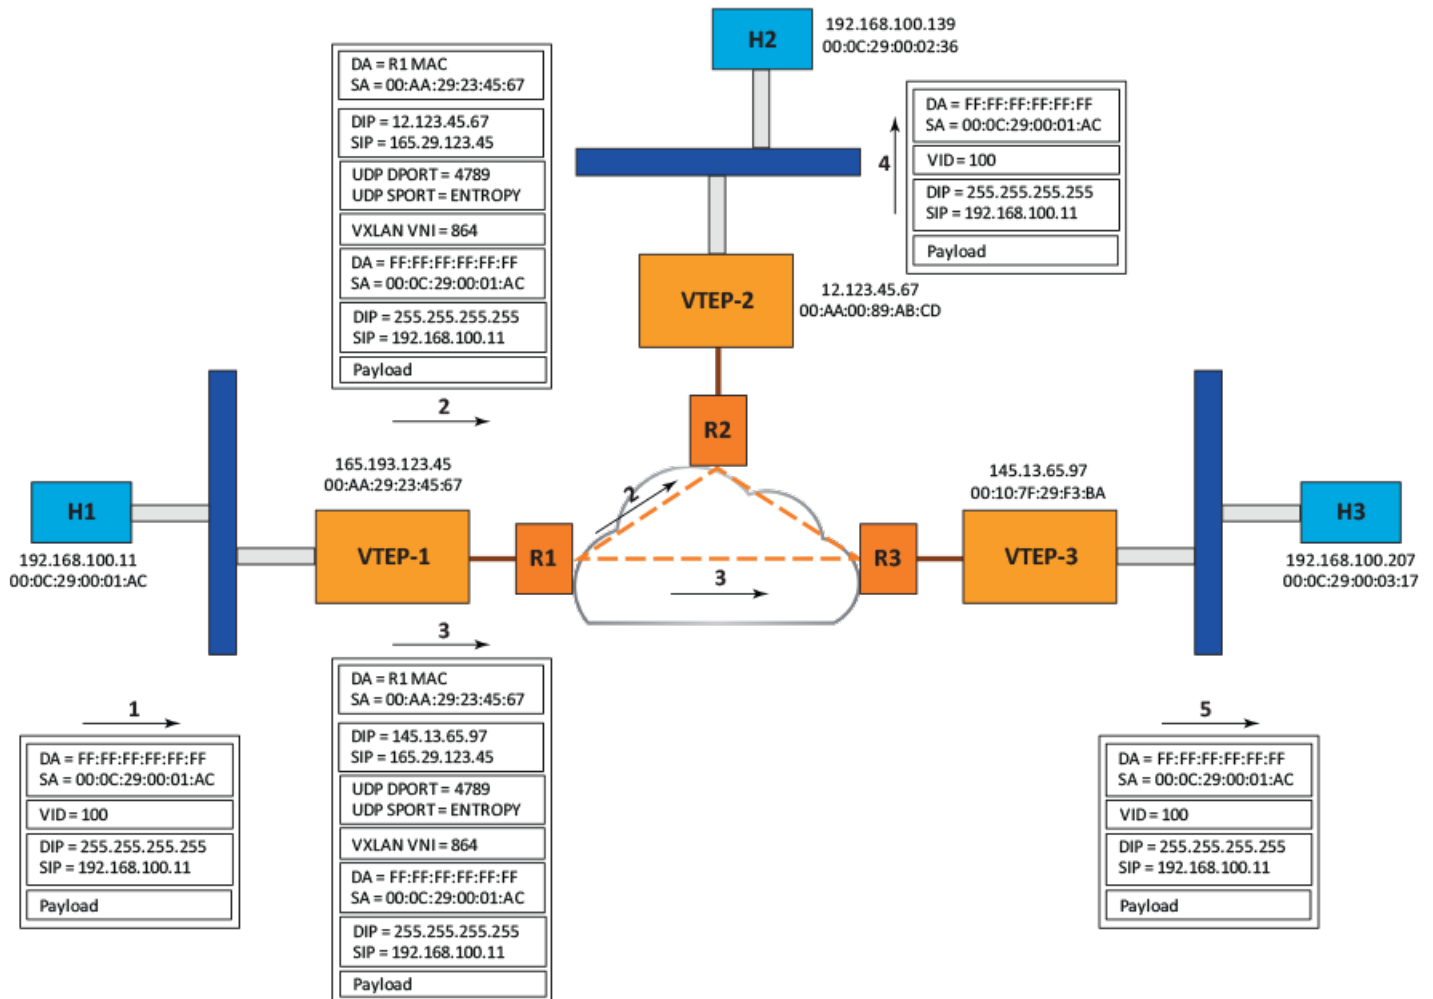 H2
192.168.100.139
00:0C:29:00:02:36
DA = R1 MAC
SA = 00:AA:29:23:45:67
DIP = 12.123.45.67
SIP = 165.29.123.45
UDP DPORT = 4789
UDP SPORT = ENTROPY
VXLAN VNI = 864
DA = FF:FF:FF:FF:FF:FF
SA = 00:0C:29:00:01:AC
DIP = 255.255.255.255
SIP = 192.168.100.11
Payload
2
4
DA = FF:FF:FF:FF:FF:FF
SA = 00:0C:29:00:01:AC
VID = 100
DIP = 255.255.255.255
SIP = 192.168.100.11
Payload
VTEP-2
12.123.45.67
00:AA:00:89:AB:CD
R2
H1
192.168.100.11
00:0C:29:00:01:AC
165.193.123.45
00:AA:29:23:45:67
VTEP-1
R1
2
3
R3
145.13.65.97
00:10:7F:29:F3:BA
VTEP-3
H3
192.168.100.207
00:0C:29:00:03:17
1
DA = FF:FF:FF:FF:FF:FF
SA = 00:0C:29:00:01:AC
VID = 100
DIP = 255.255.255.255
SIP = 192.168.100.11
Payload
3
DA = R1 MAC
SA = 00:AA:29:23:45:67
DIP = 145.13.65.97
SIP = 165.29.123.45
UDP DPORT = 4789
UDP SPORT = ENTROPY
VXLAN VNI = 864
DA = FF:FF:FF:FF:FF:FF
SA = 00:0C:29:00:01:AC
DIP = 255.255.255.255
SIP = 192.168.100.11
Payload
5
DA = FF:FF:FF:FF:FF:FF
SA = 00:0C:29:00:01:AC
VID = 100
DIP = 255.255.255.255
SIP = 192.168.100.11
Payload